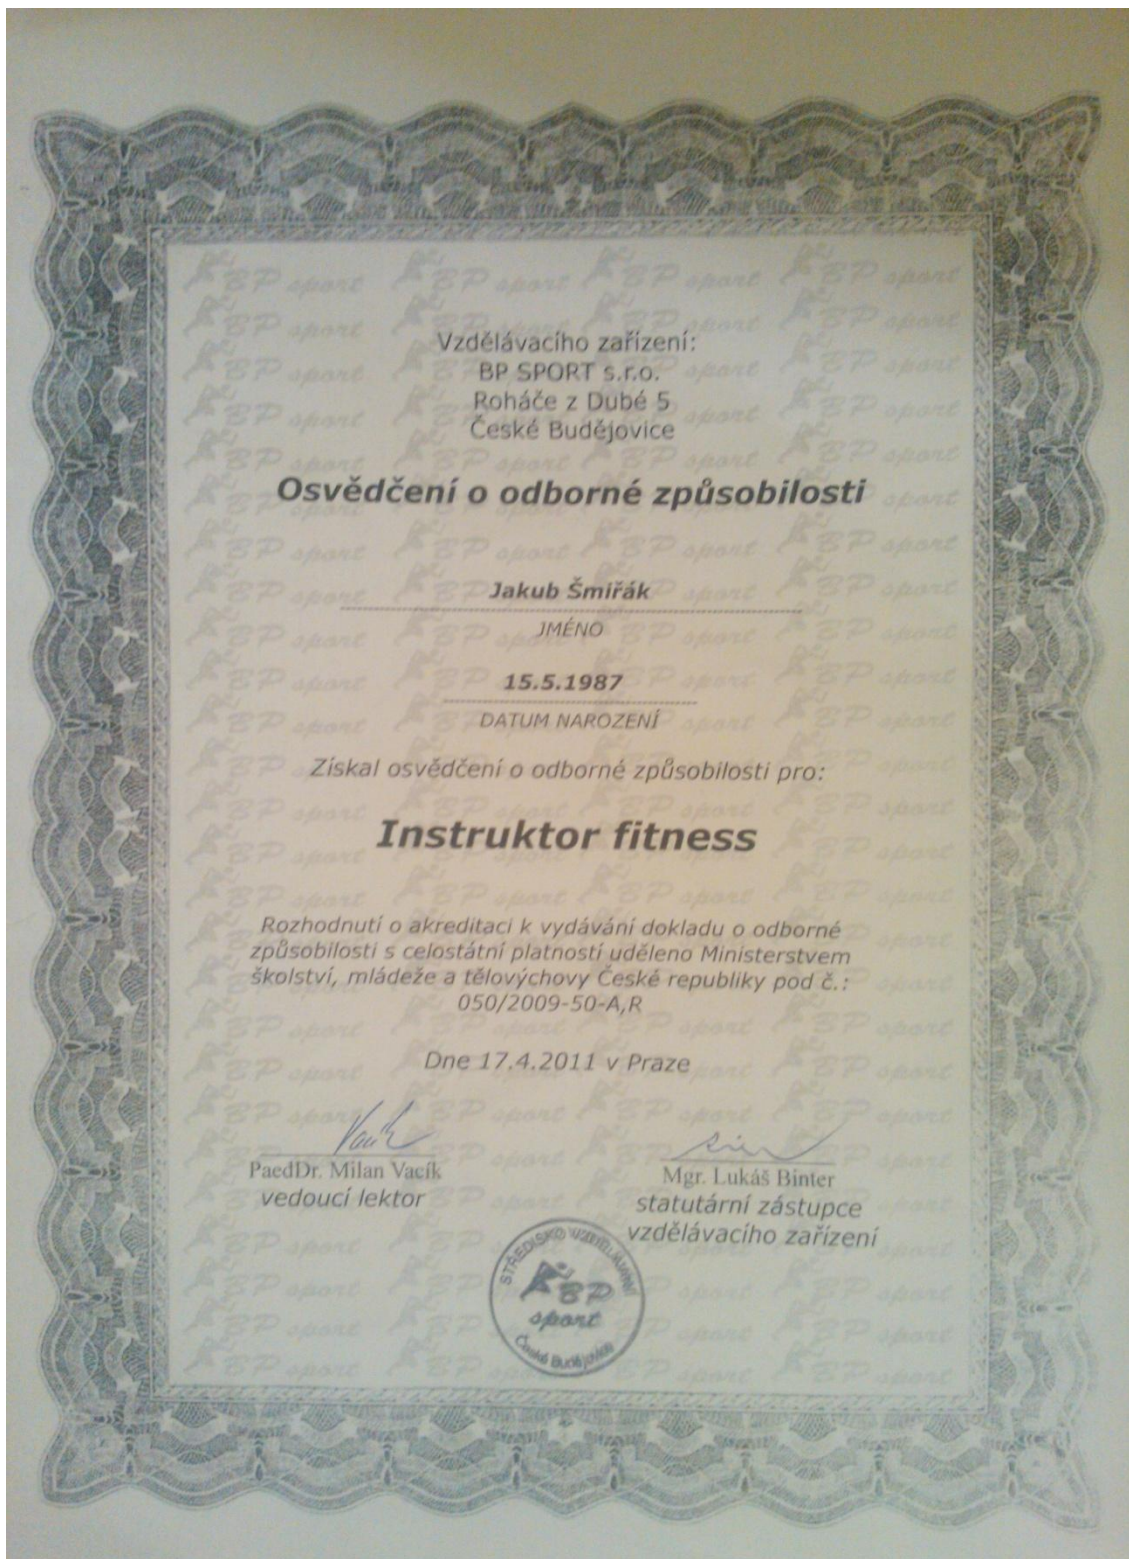 Vzdělávacího zařízení:
BP SPORT s.r.o.
Roháče z Dubé 5
České Budějovice
Osvědčení o odborné způsobilosti
Jakub Šmiřák
JMÉNO
15.5.1987
DATUM NAROZENÍ
Získal osvědčení o odborné způsobilosti pro:
Instruktor fitness
Rozhodnutí o akreditaci k vydávání dokladu o odborné
způsobilosti s celostátní platností uděleno Ministerstvem
školství, mládeže a tělovýchovy České republiky pod č.:
050/2009-50-A,R
Dne 17.4.2011 v Praze
PaedDr. Milan Vacík
vedoucí lektor
Mgr. Lukáš Binter
statutární zástupce
vzdělávacího zařízení
STŘEDISKO VZDĚLÁVÁNÍ
BP
sport
České Budějovice